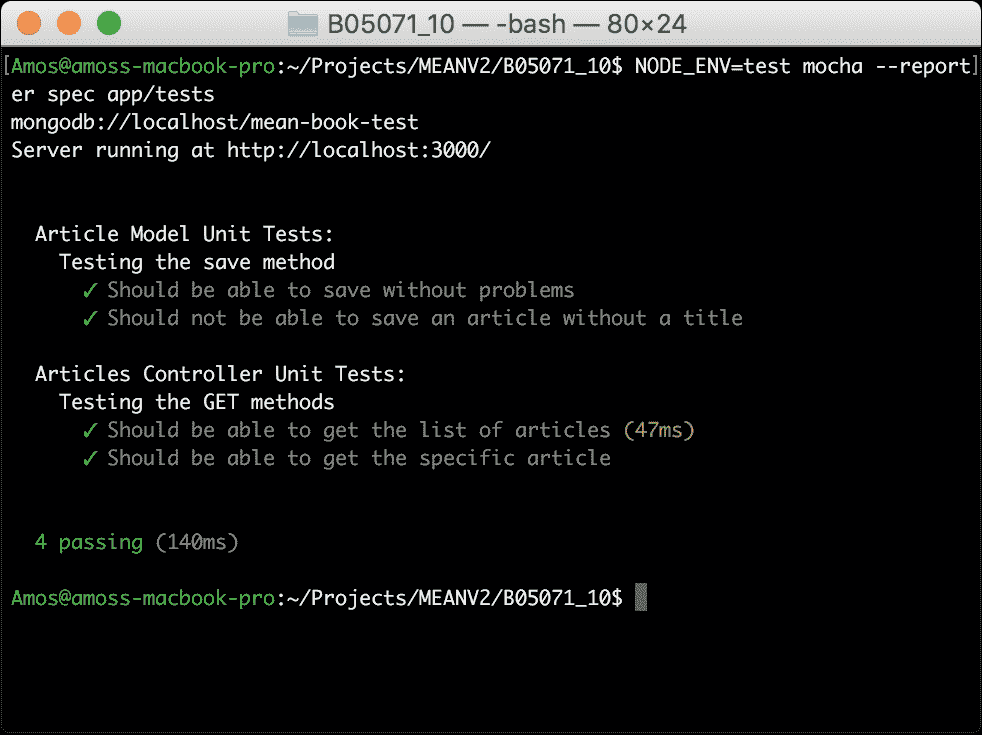 B05071_10 — -bash — 80×24
[Amos@amoss-macbook-pro:~/Projects/MEANV2/B05071_10$ NODE_ENV=test mocha --report]
er spec app/tests
mongodb://localhost/mean-book-test
Server running at http://localhost:3000/
Article Model Unit Tests:
Testing the save method
✓ Should be able to save without problems
✓ Should not be able to save an article without a title
Articles Controller Unit Tests:
Testing the GET methods
✓ Should be able to get the list of articles (47ms)
✓ Should be able to get the specific article
4 passing (140ms)
Amos@amoss-macbook-pro:~/Projects/MEANV2/B05071_10$